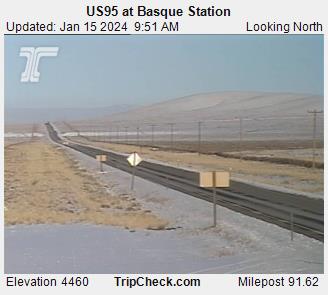 US95 at Basque Station
Updated: Jan 15 2024 9:51 AM Looking North
Elevation 4460 TripCheck.com Milepost 91.62